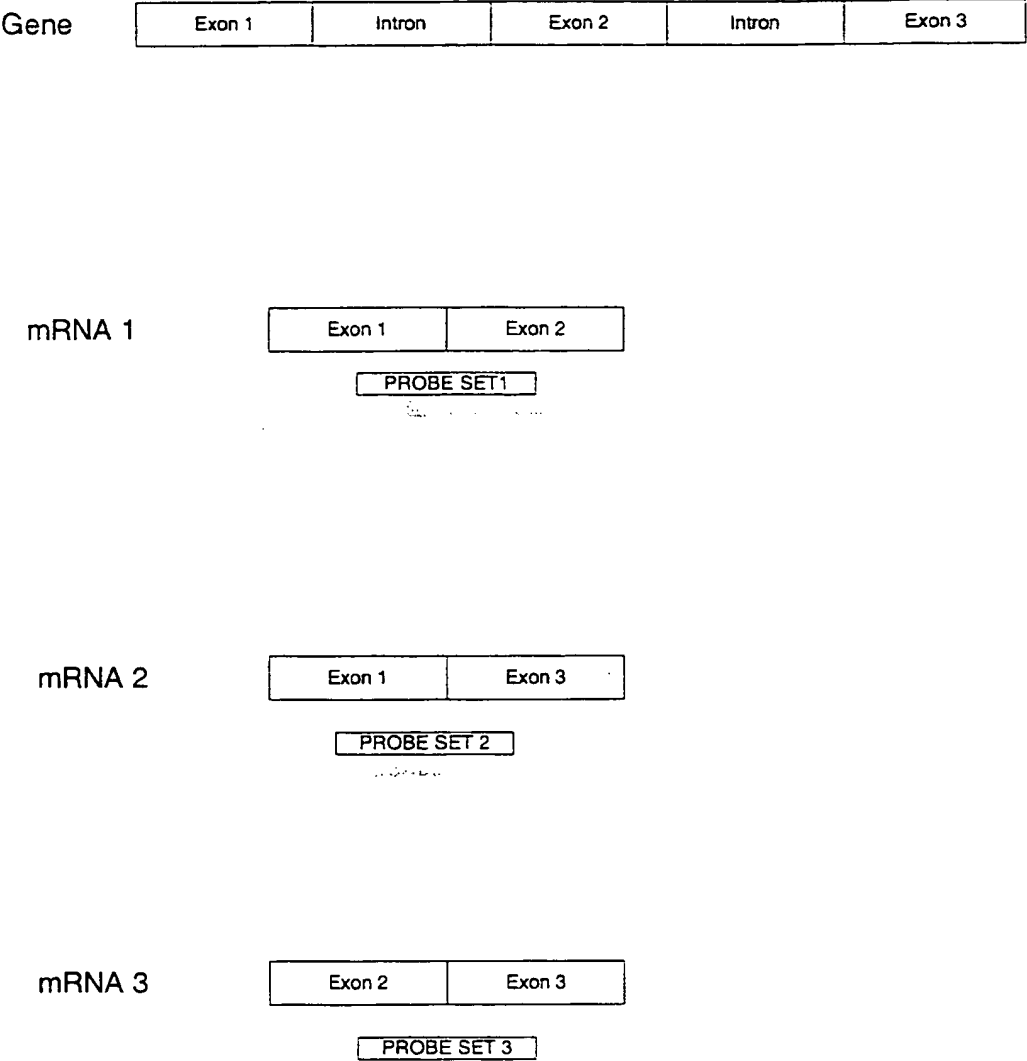 Gene Exon 1 Intron Exon 2 Intron Exon 3
mRNA 1 Exon 1 Exon 2
PROBE SET1
mRNA 2 Exon 1 Exon 3
PROBE SET 2
mRNA 3 Exon 2 Exon 3
PROBE SET 3